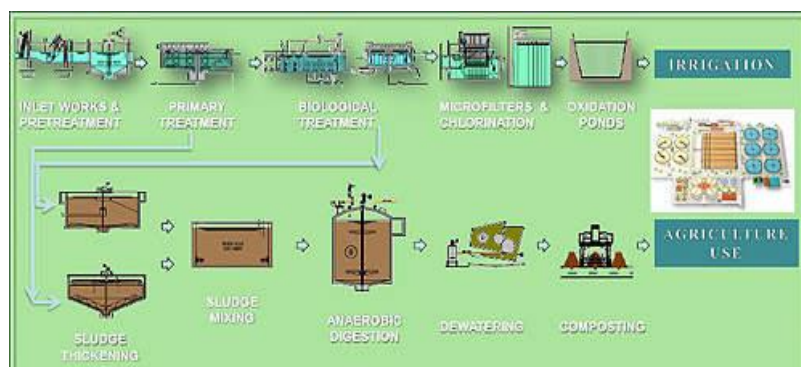 INLET WORKS &
PRETREATMENT
PRIMARY
TREATMENT
BIOLOGIDAL
TREATMENT
MICROFILTERS &
CHLORINATION
OXIDATION
PONDS
IRRIGATION
SLUDGE
THICKENING
SLUDGE
MIXING
ANAEROBIC
DIGESTION
DEWATERING
COMPOSTING
AGRICULTURE
USE